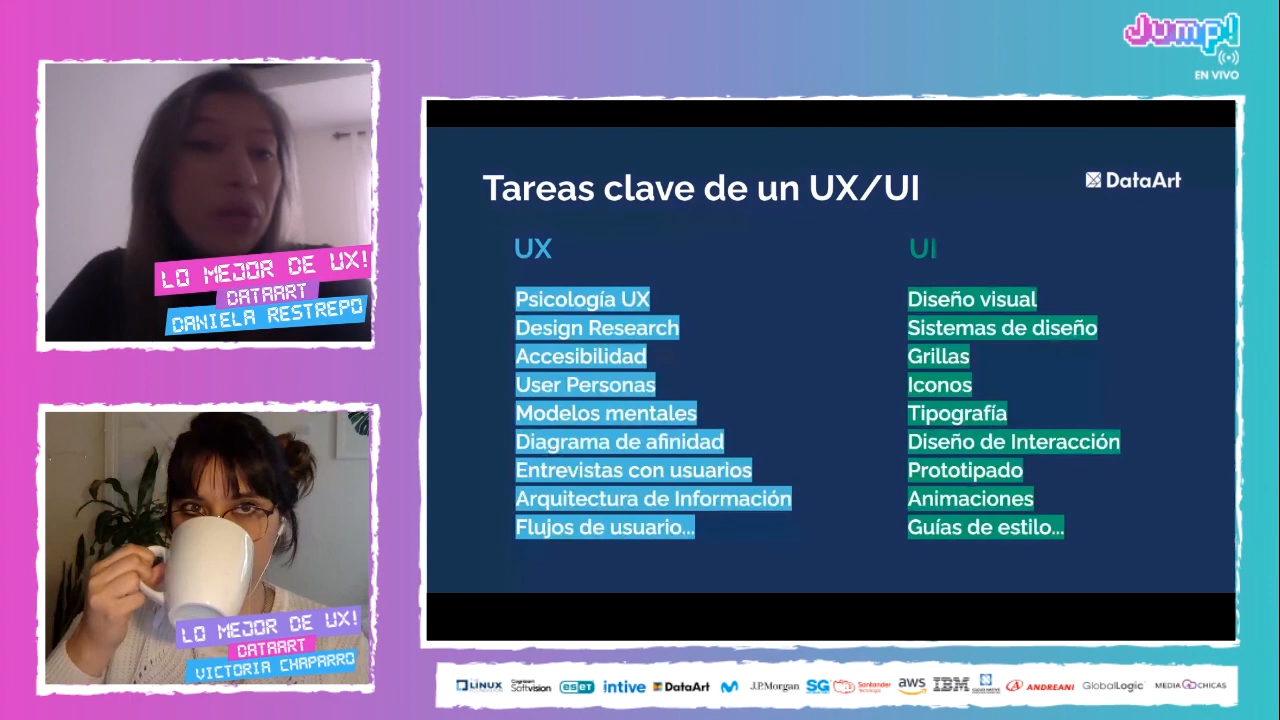 Jump!
EN VIVO
LO MEJOR DE UX!
DATAART
DANIELA RESTREPO
LO MEJOR DE UX!
DATAART
VICTORIA CHAPARRO
Tareas clave de un UX/UI
DataArt
UX
Psicología UX
Design Research
Accesibilidad
User Personas
Modelos mentales
Diagrama de afinidad
Entrevistas con usuarios
Arquitectura de Información
Flujos de usuario...
UI
Diseño visual
Sistemas de diseño
Grillas
Iconos
Tipografía
Diseño de Interacción
Prototipado
Animaciones
Guías de estilo...
LINUX
Cognizant
Softvision
eset
intive
DataArt
J.P.Morgan
SG
Santander
Tecnología
aws
IBM
ANDREANI
GlobalLogic
MEDIA CHICAS